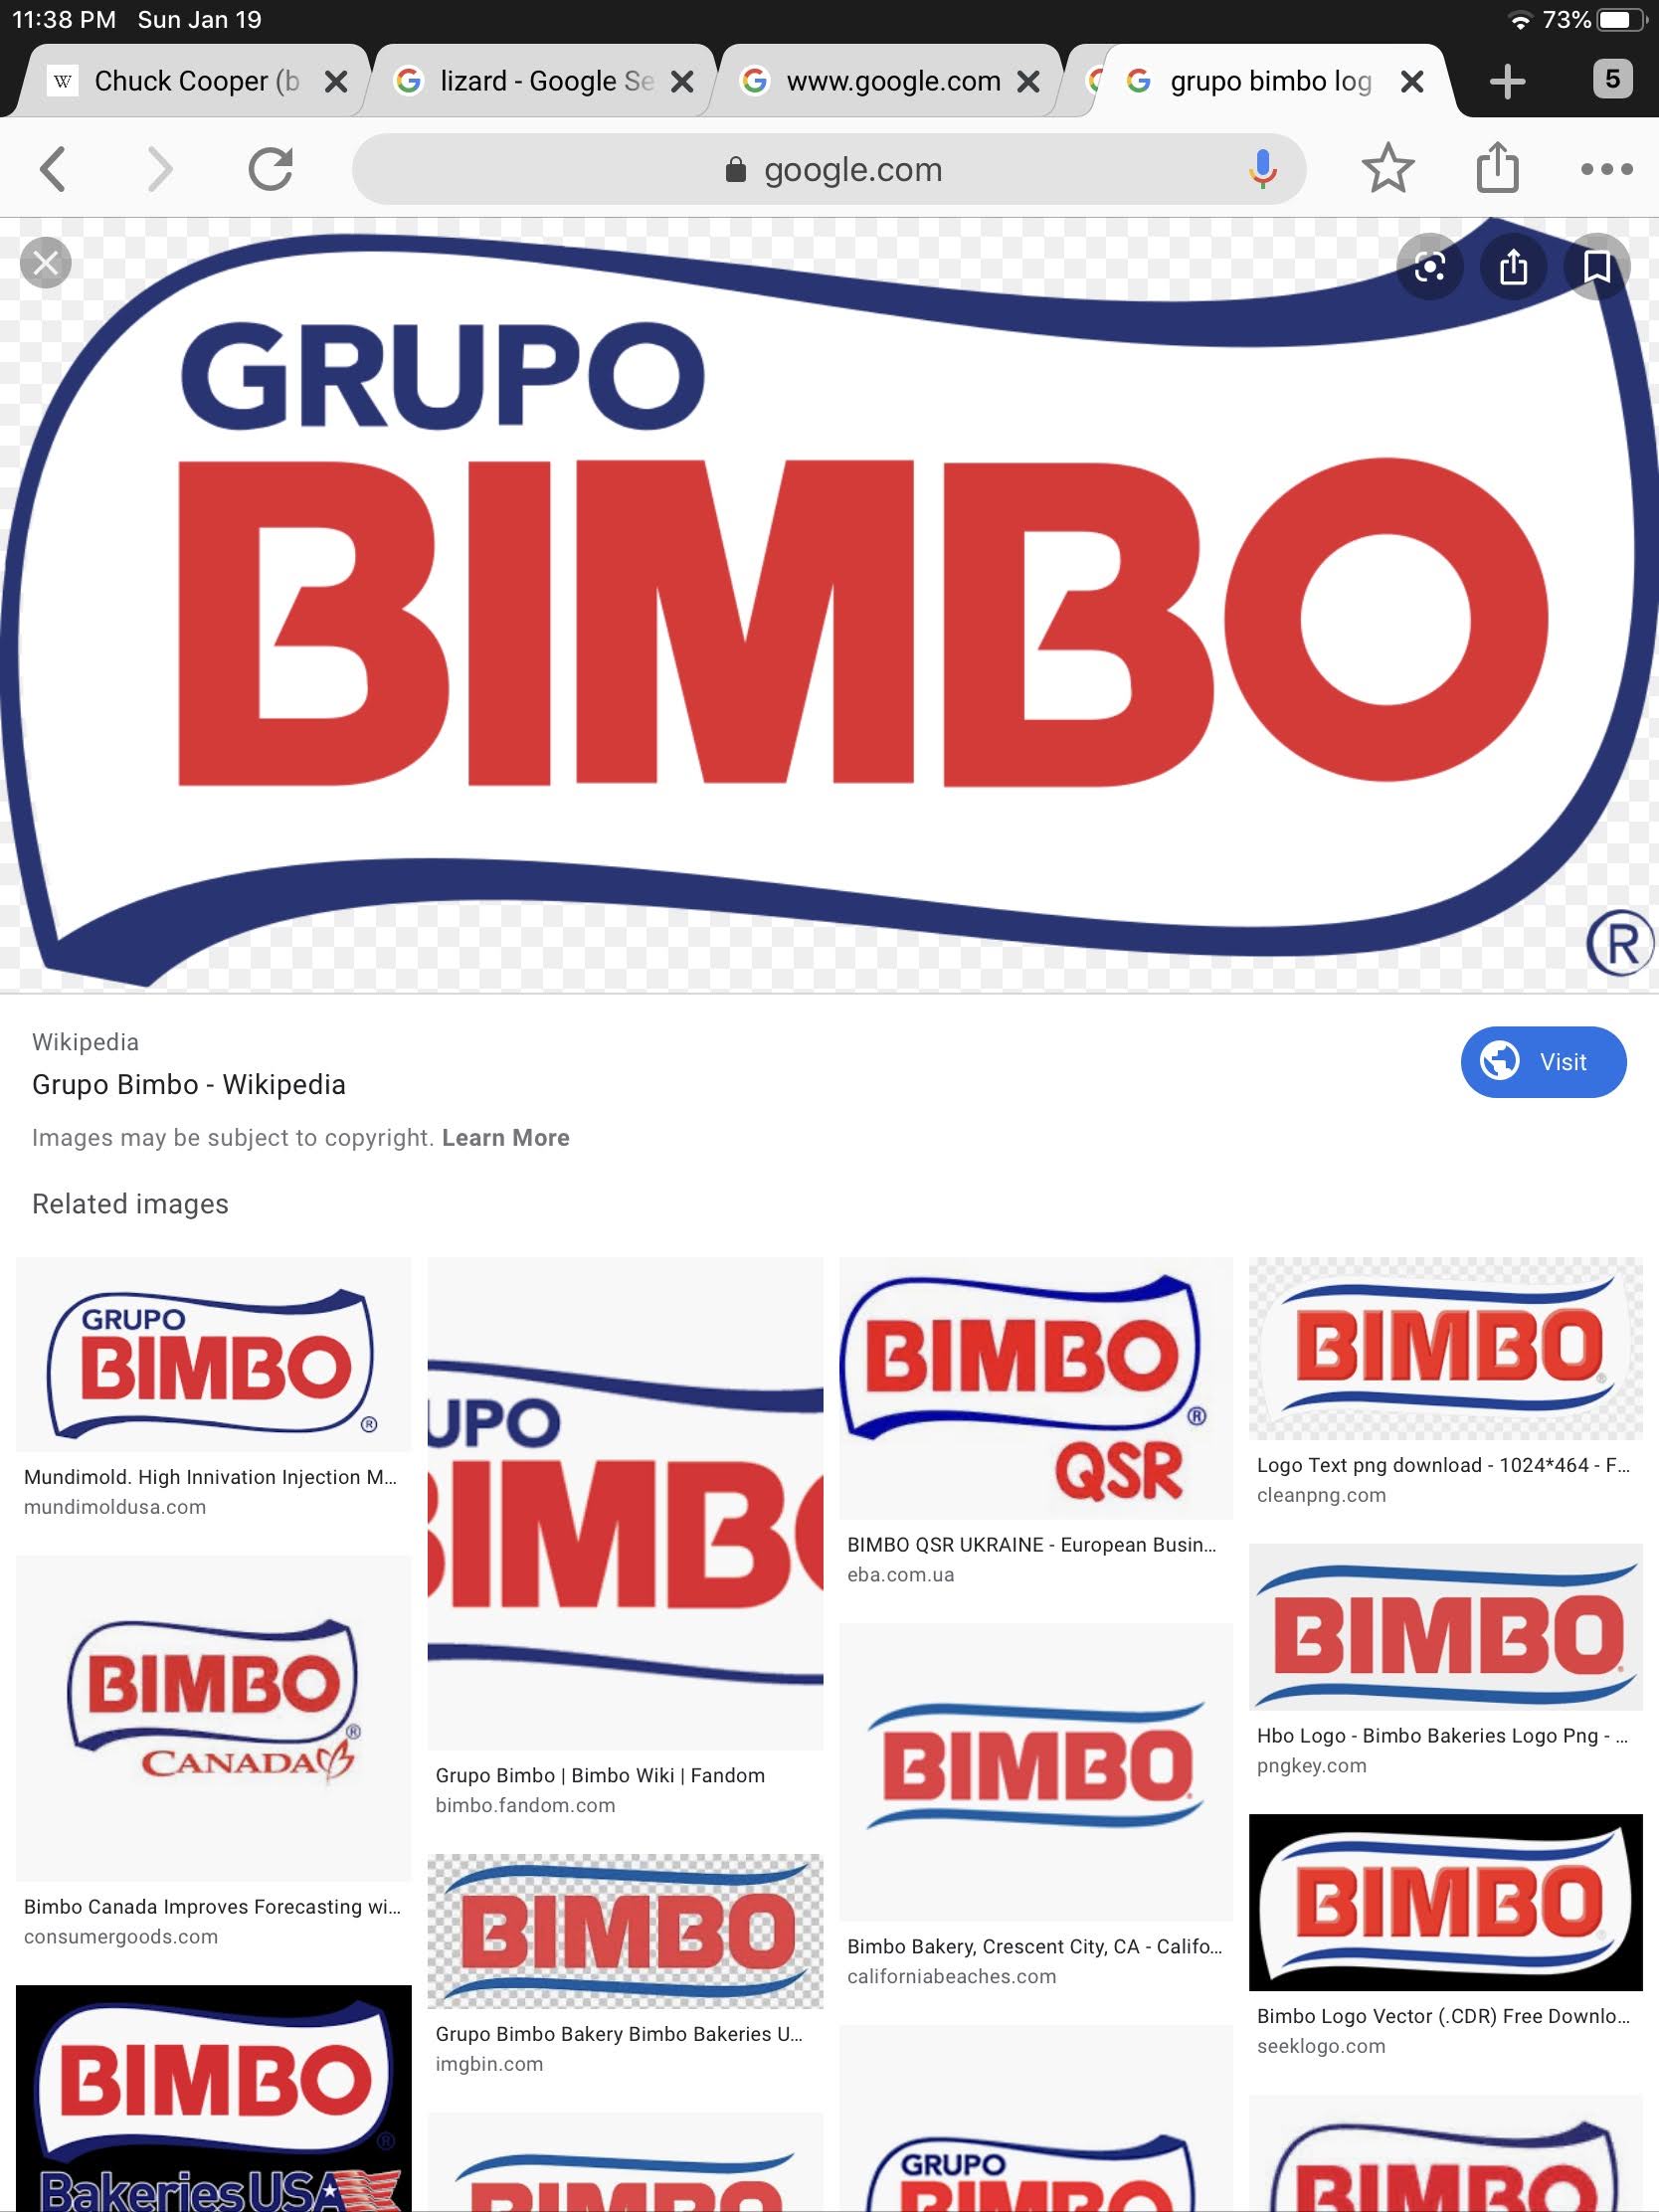 11:38 PM Sun Jan 19
73%
Chuck Cooper (b
lizard - Google Se
www.google.com
grupo bimbo log
5
google.com
GRUPO
BIMBO
®
Wikipedia
Grupo Bimbo - Wikipedia
Visit
Images may be subject to copyright. Learn More
Related images
GRUPO
BIMBO
®
Mundimold. High Innivation Injection M...
mundimoldusa.com
BIMBO
®
CANADA
Bimbo Canada Improves Forecasting wi...
consumergoods.com
BIMBO
®
Bakeries USA
UPO
BIMBO
Grupo Bimbo | Bimbo Wiki | Fandom
bimbo.fandom.com
BIMBO
Grupo Bimbo Bakery Bimbo Bakeries U...
imgbin.com
BIMBO
BIMBO
®
QSR
BIMBO QSR UKRAINE - European Busin...
eba.com.ua
BIMBO
Bimbo Bakery, Crescent City, CA - Califo...
californiabeaches.com
GRUPO
BIMBO
BIMBO
®
Logo Text png download - 1024*464 - F...
cleanpng.com
BIMBO
Hbo Logo - Bimbo Bakeries Logo Png - ...
pngkey.com
BIMBO
Bimbo Logo Vector (.CDR) Free Downlo...
seeklogo.com
BIMBO